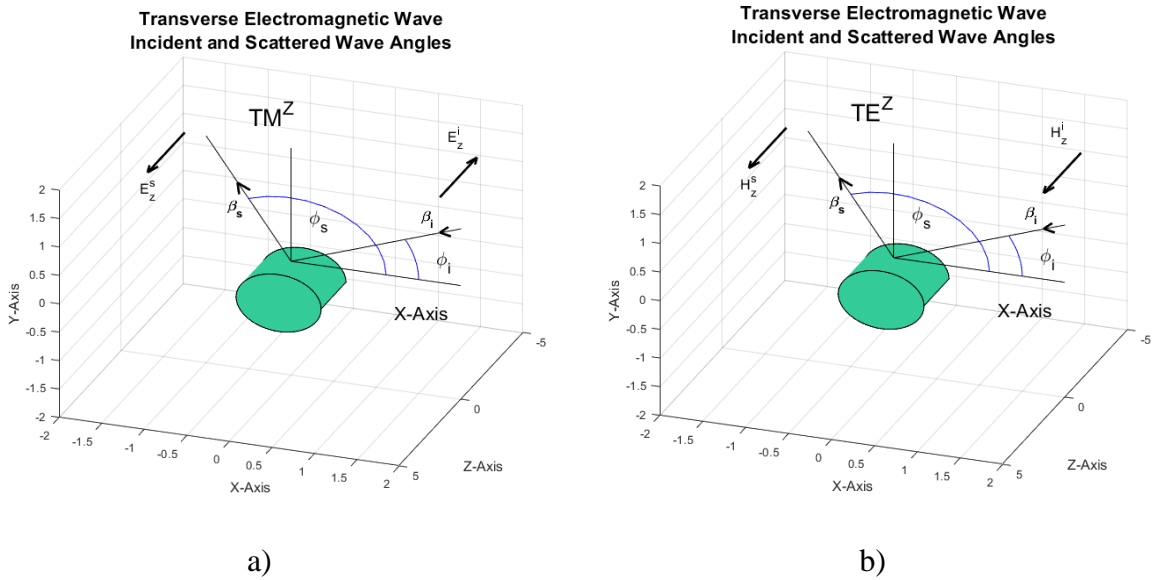 Transverse Electromagnetic Wave
Incident and Scattered Wave Angles
TM^Z
E_z^i
E_z^s
β_s
ϕ_s
β_i
ϕ_i
X-Axis
Y-Axis
2
1.5
1
0.5
0
-0.5
-1
-1.5
-2
-2
-1.5
-1
-0.5
0
0.5
1
1.5
2
X-Axis
5
0
-5
Z-Axis
a)
Transverse Electromagnetic Wave
Incident and Scattered Wave Angles
TE^Z
H_z^i
H_z^s
β_s
ϕ_s
β_i
ϕ_i
X-Axis
Y-Axis
2
1.5
1
0.5
0
-0.5
-1
-1.5
-2
-2
-1.5
-1
-0.5
0
0.5
1
1.5
2
X-Axis
5
0
-5
Z-Axis
b)